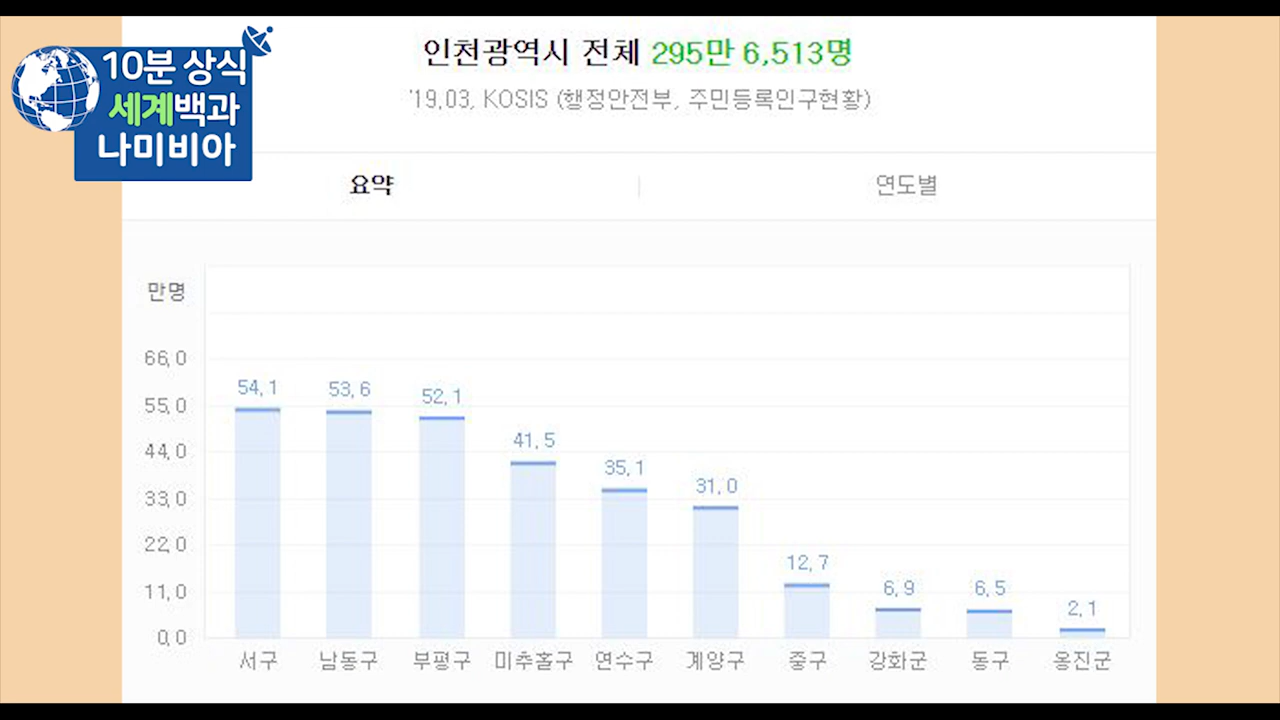 10분 상식
세계백과
나미비아
인천광역시 전체 295만 6,513명
'19.03, KOSIS (행정안전부, 주민등록인구현황)
요약
연도별
만명
66,0
55,0
44,0
33,0
22,0
11,0
0,0
54,1
53,6
52,1
41,5
35,1
31,0
12,7
6,9
6,5
2,1
서구 남동구 부평구 미추홀구 연수구 계양구 중구 강화군 동구 옹진군